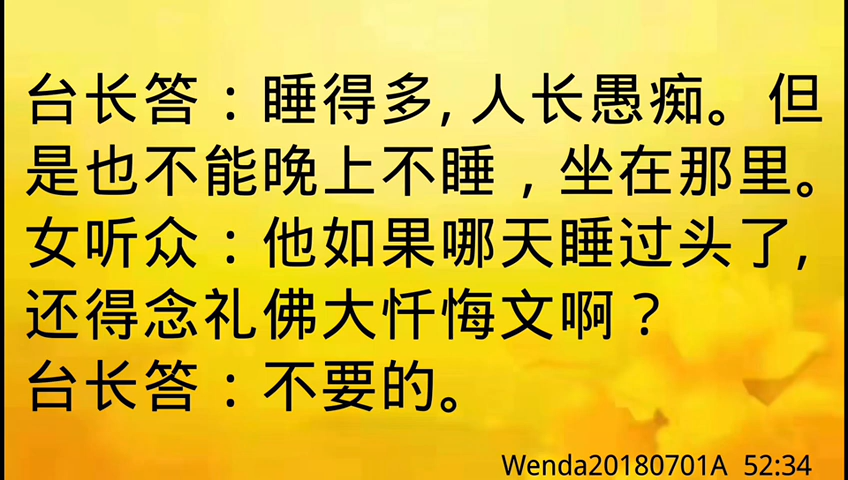 台长答：睡得多，人长愚痴。但
是也不能晚上不睡，坐在那里。
女听众：他如果哪天睡过头了，
还得念礼佛大忏悔文啊？
台长答：不要的。
Wenda20180701A 52:34